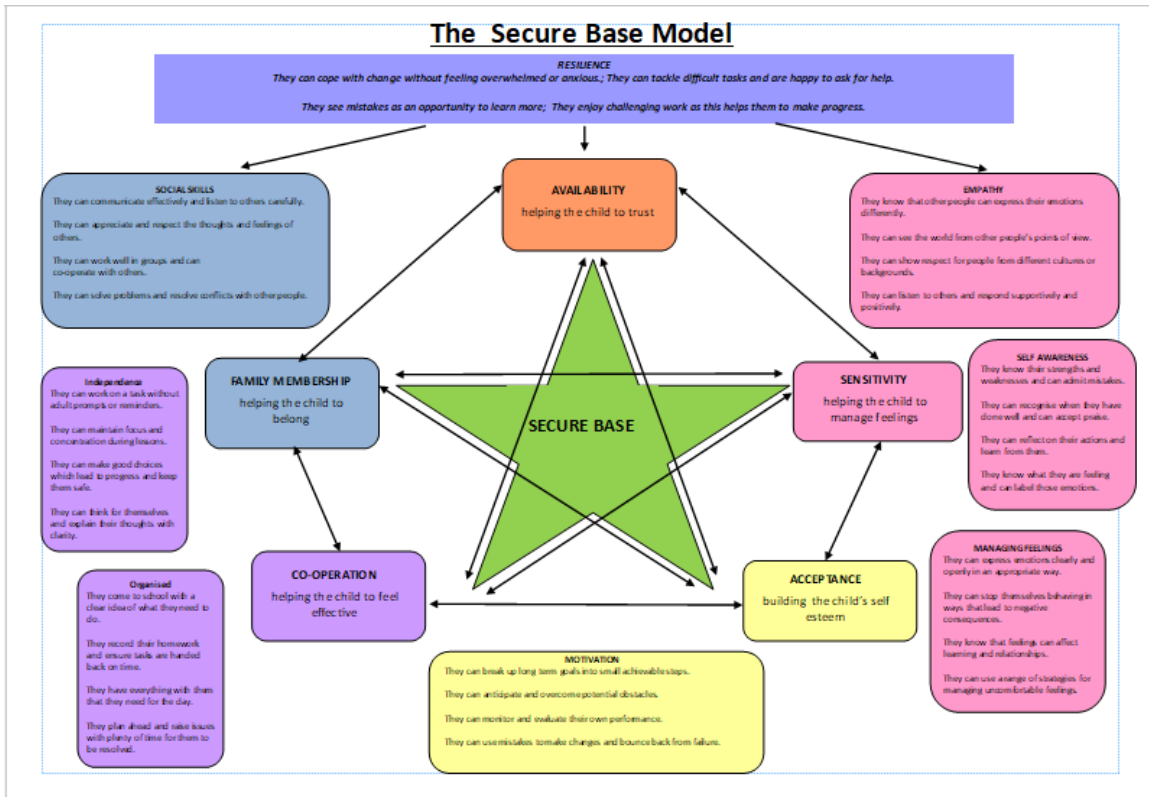 The Secure Base Model
RESILIENCE
They can cope with change without feeling overwhelmed or anxious.; They can tackle difficult tasks and are happy to ask for help.
They see mistakes as an opportunity to learn more; They enjoy challenging work as this helps them to make progress.
SOCIAL SKILLS
They can communicate effectively and listen to others carefully.
They can appreciate and respect the thoughts and feelings of
others.
They can work well in groups and can
co-operate with others.
They can solve problems and resolve conflicts with other people.
AVAILABILITY
helping the child to trust
EMPATHY
They know that other people can express their emotions
differently.
They can see the world from other people's points of view.
They can show respect for people from different cultures or
backgrounds.
They can listen to others and respond supportively and
positively.
Independence
They can work on a task without
adult prompts or reminders.
They can maintain focus and
concentration during lessons.
They can make good choices
which lead to progress and keep
them safe.
They can think for themselves
and explain their thoughts with
clarity.
FAMILY MEMBERSHIP
helping the child to
belong
SECURE BASE
SENSITIVITY
helping the child to
manage feelings
SELF AWARENESS
They know their strengths and
weaknesses and can admit mistakes.
They can recognise when they have
done well and can accept praise.
They can reflect on their actions and
learn from them.
They know what they are feeling
and can label those emotions.
Organised
They come to school with a
clear idea of what they need to
do.
They record their homework
and ensure tasks are handed
back on time.
They have everything with them
that they need for the day.
They plan ahead and raise issues
with plenty of time for them to
be resolved.
CO-OPERATION
helping the child to feel
effective
ACCEPTANCE
building the child's self
esteem
MANAGING FEELINGS
They can express emotions clearly and
openly in an appropriate way.
They can stop themselves behaving in
ways that lead to negative
consequences.
They know that feelings can affect
learning and relationships.
They can use a range of strategies for
managing uncomfortable feelings.
MOTIVATION
They can break up long term goals into small achievable steps.
They can anticipate and overcome potential obstacles.
They can monitor and evaluate their own performance.
They can use mistakes to make changes and bounce back from failure.